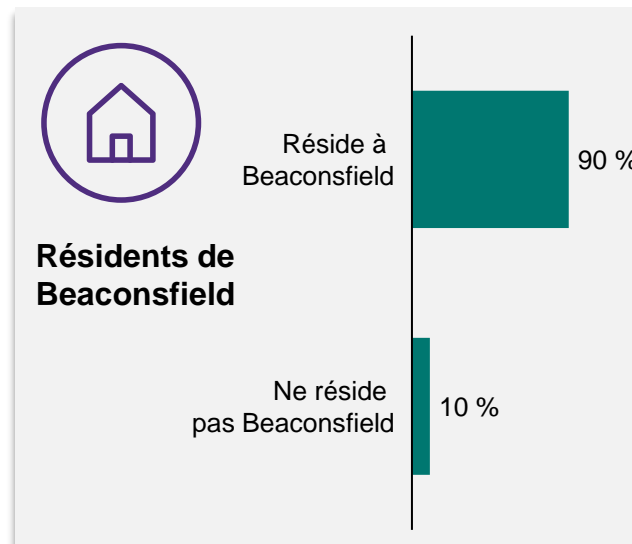 Résidents de
Beaconsfield
Réside à
Beaconsfield
90 %
Ne réside
pas Beaconsfield
10 %